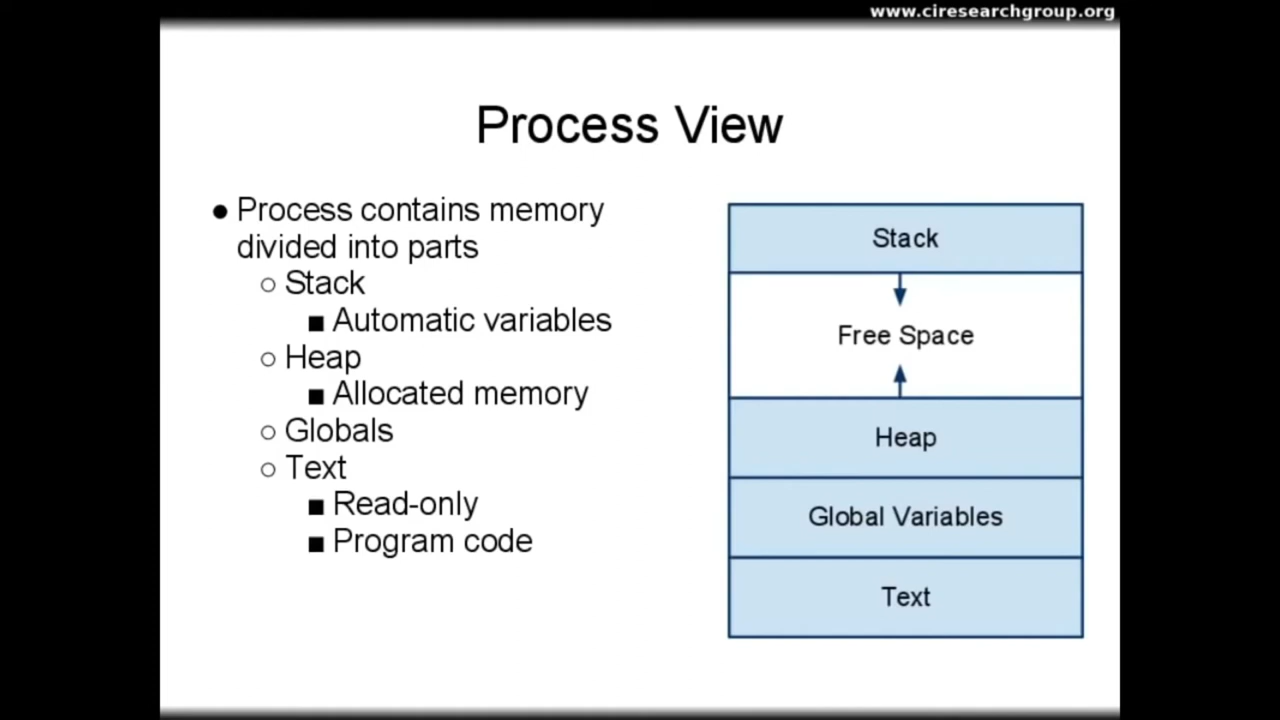 www.ciresearchgroup.org
Process View
● Process contains memory
divided into parts
○ Stack
■ Automatic variables
○ Heap
■ Allocated memory
○ Globals
○ Text
■ Read-only
■ Program code
Stack
Free Space
Heap
Global Variables
Text